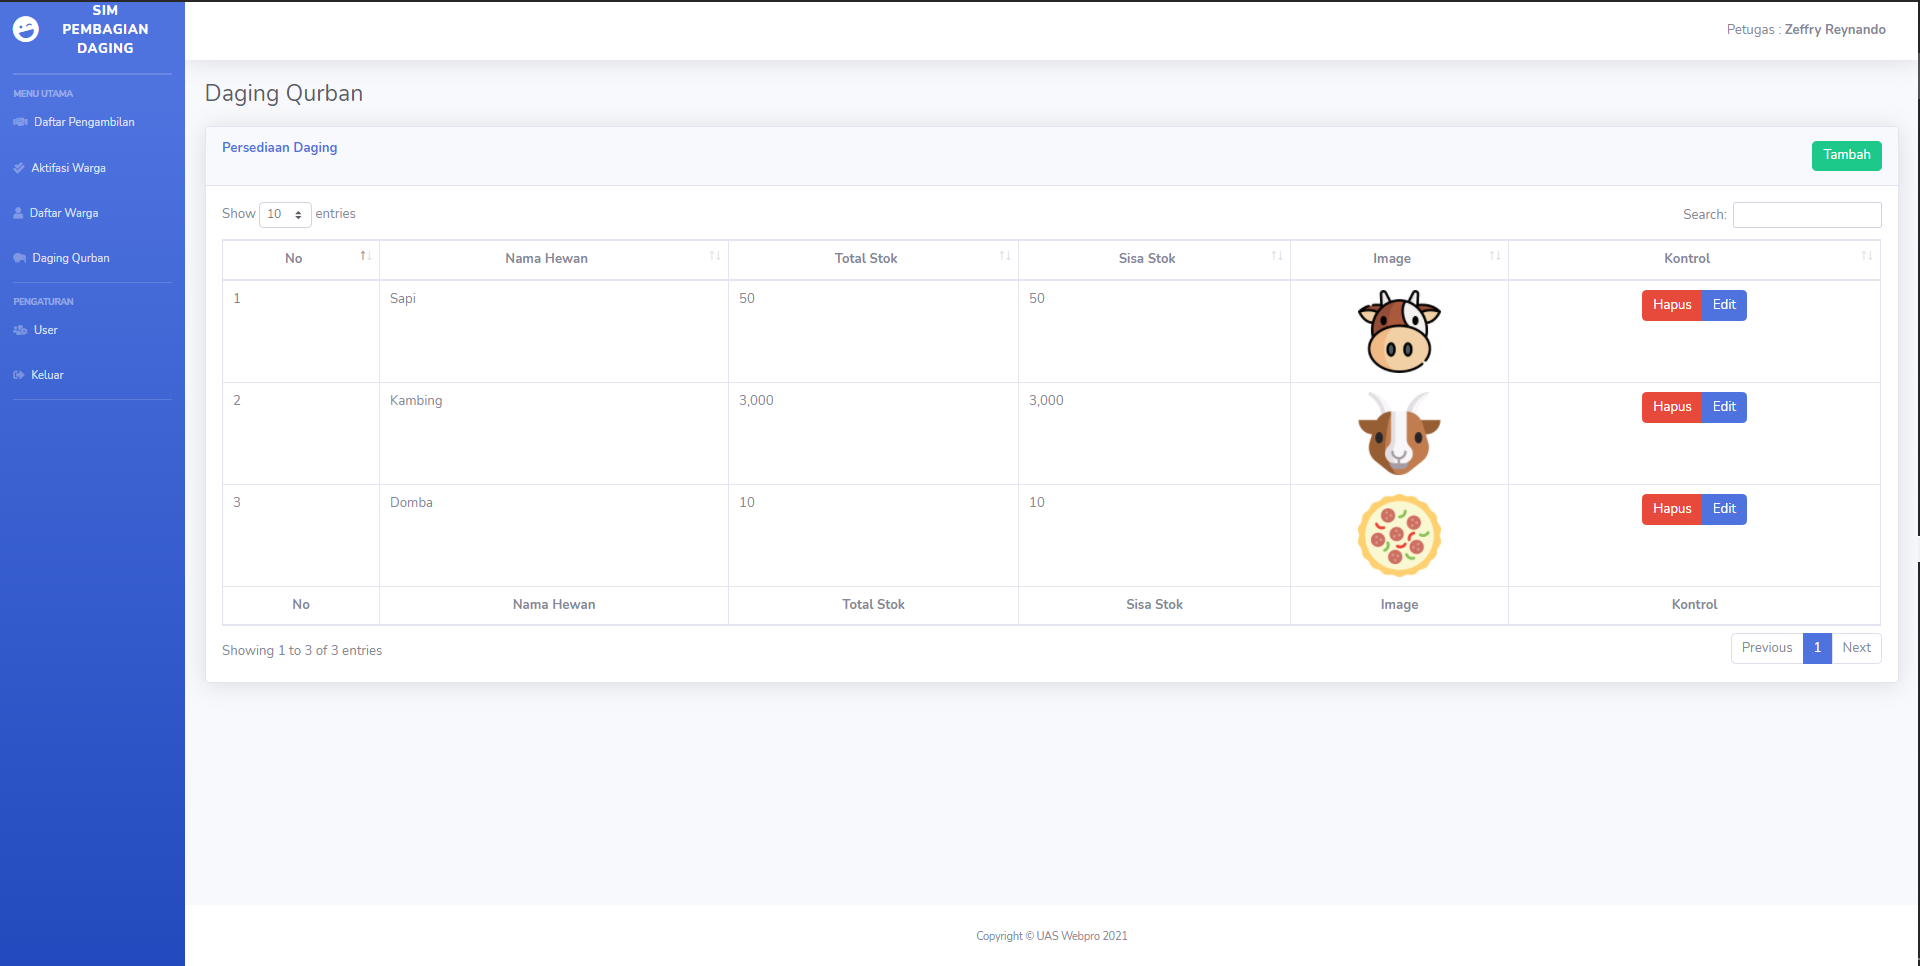 SIM
PEMBAGIAN
DAGING
MENU UTAMA
Daftar Pengambilan
Aktifasi Warga
Daftar Warga
Daging Qurban
PENGATURAN
User
Keluar
Petugas : Zeffry Reynando
Daging Qurban
Persediaan Daging
Tambah
Show 10 entries
Search:
No Nama Hewan Total Stok Sisa Stok Image Kontrol
1 Sapi 50 50 Hapus Edit
2 Kambing 3,000 3,000 Hapus Edit
3 Domba 10 10 Hapus Edit
No Nama Hewan Total Stok Sisa Stok Image Kontrol
Showing 1 to 3 of 3 entries
Previous 1 Next
Copyright © UAS Webpro 2021